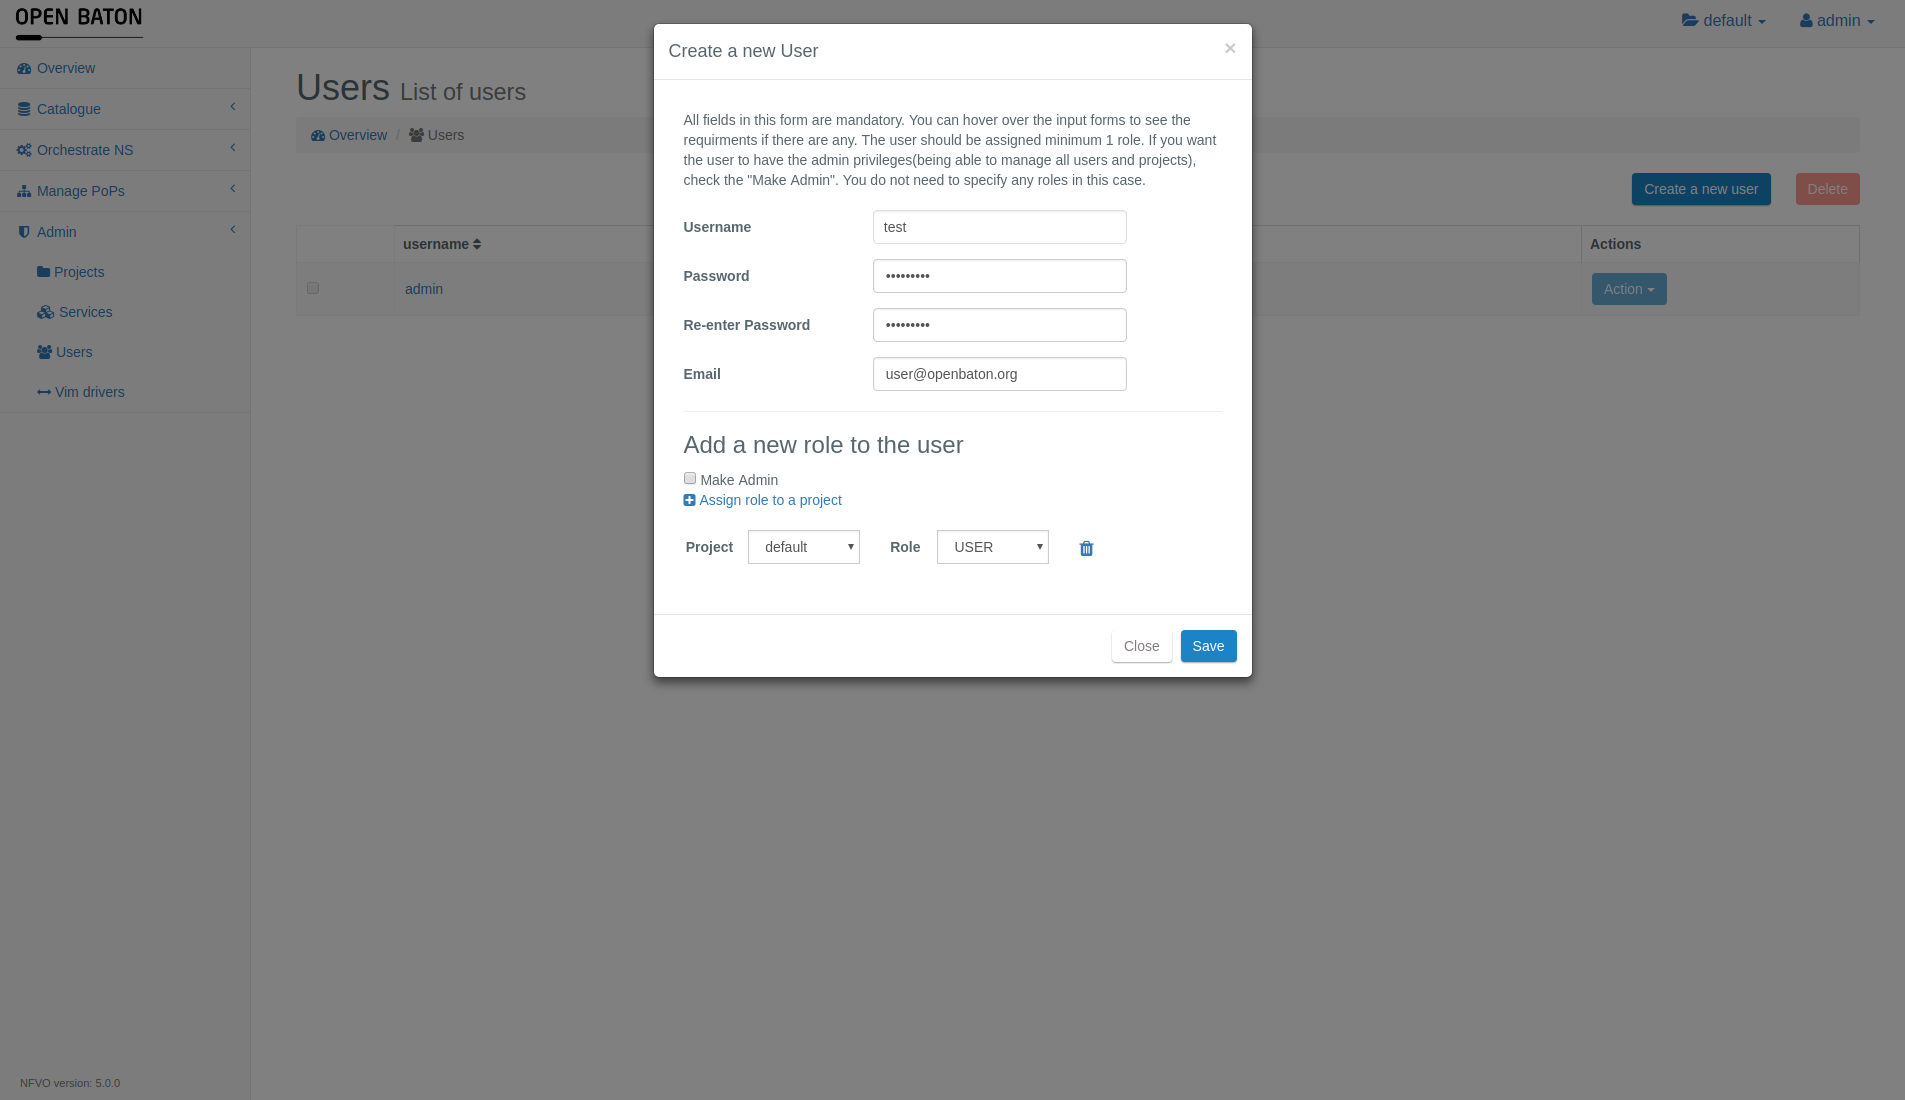 OPEN BATON
default
admin
Overview
Catalogue
Orchestrate NS
Manage PoPs
Admin
Projects
Services
Users
Vim drivers
NFVO version: 5.0.0
Users List of users
Overview / Users
Create a new user
Delete
username
Actions
admin
Action
Create a new User
×
All fields in this form are mandatory. You can hover over the input forms to see the
requirments if there are any. The user should be assigned minimum 1 role. If you want
the user to have the admin privileges(being able to manage all users and projects),
check the "Make Admin". You do not need to specify any roles in this case.
Username test
Password •••••••••
Re-enter Password •••••••••
Email user@openbaton.org
Add a new role to the user
Make Admin
Assign role to a project
Project default Role USER
Close Save